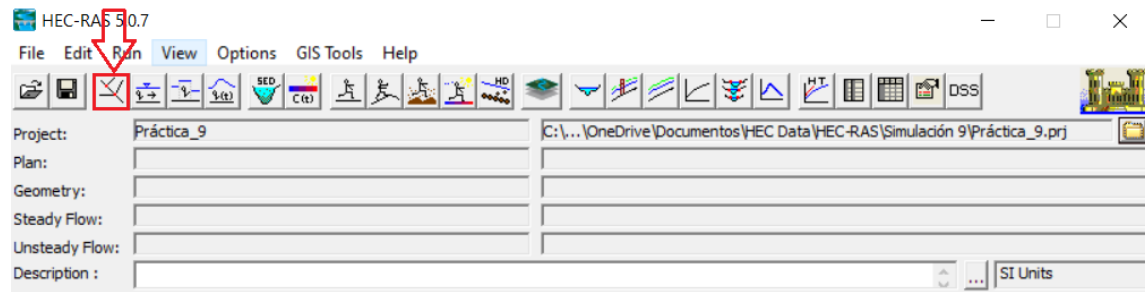 HEC-RAS 5.0.7
File Edit Run View Options GIS Tools Help
SED C(t) HD H T DSS
Project: Práctica_9 C:\...\OneDrive\Documentos\HEC Data\HEC-RAS\Simulación 9\Práctica_9.prj
Plan:
Geometry:
Steady Flow:
Unsteady Flow:
Description : ... SI Units